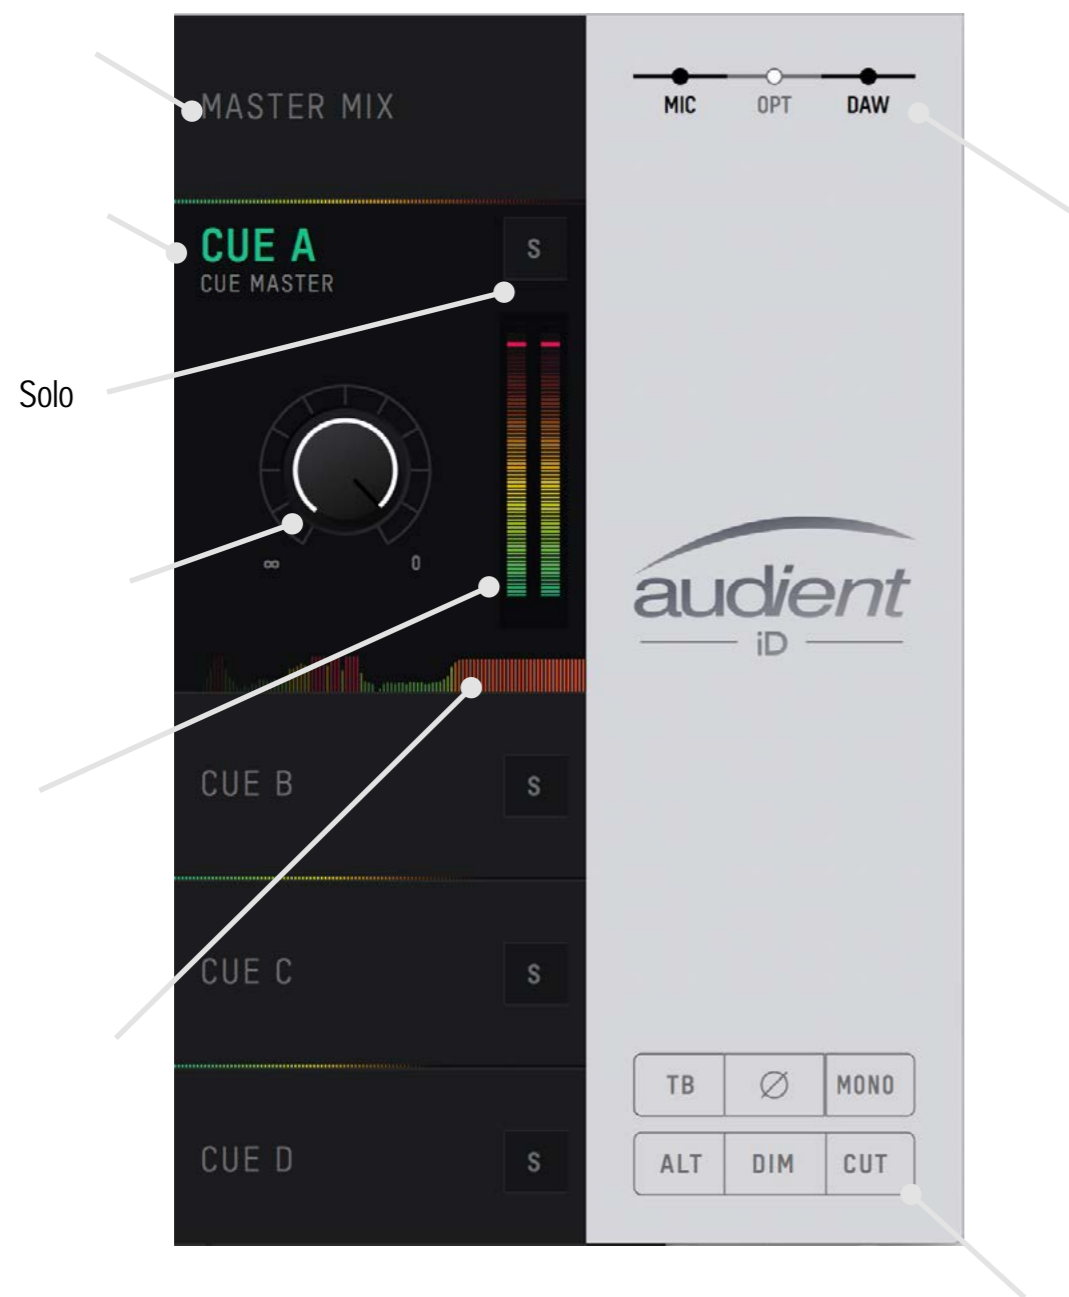 MASTER MIX
MIC OPT DAW
CUE A
S
CUE MASTER
Solo
∞ 0
audient
iD
CUE B
S
CUE C
S
TB Ø MONO
CUE D
S
ALT DIM CUT